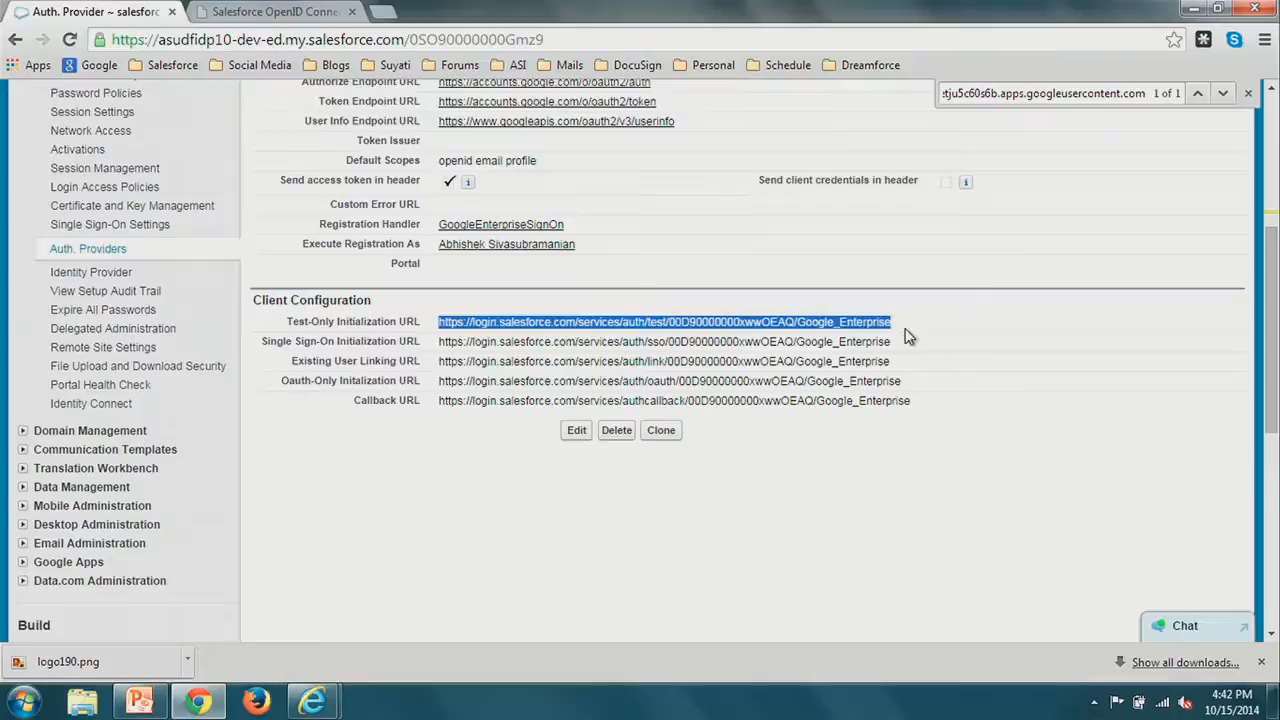 Auth. Provider ~ salesforc
Salesforce OpenID Conne
https://asudfidp10-dev-ed.my.salesforce.com/0SO90000000Gmz9
Apps
Google
Salesforce
Social Media
Blogs
Suyati
Forums
ASI
Mails
DocuSign
Personal
Schedule
Dreamforce
:tju5c60s6b.apps.googleusercontent.com 1 of 1
Password Policies
Session Settings
Network Access
Activations
Session Management
Login Access Policies
Certificate and Key Management
Single Sign-On Settings
Auth. Providers
Identity Provider
View Setup Audit Trail
Expire All Passwords
Delegated Administration
Remote Site Settings
File Upload and Download Security
Portal Health Check
Identity Connect
Domain Management
Communication Templates
Translation Workbench
Data Management
Mobile Administration
Desktop Administration
Email Administration
Google Apps
Data.com Administration
Build
Authorize Endpoint URL https://accounts.google.com/o/oauth2/auth
Token Endpoint URL https://accounts.google.com/o/oauth2/token
User Info Endpoint URL https://www.googleapis.com/oauth2/v3/userinfo
Token Issuer
Default Scopes openid email profile
Send access token in header Send client credentials in header
Custom Error URL
Registration Handler GoogleEnterpriseSignOn
Execute Registration As Abhishek Sivasubramanian
Portal
Client Configuration
Test-Only Initialization URL https://login.salesforce.com/services/auth/test/00D90000000xwwOEAQ/Google_Enterprise
Single Sign-On Initialization URL https://login.salesforce.com/services/auth/sso/00D90000000xwwOEAQ/Google_Enterprise
Existing User Linking URL https://login.salesforce.com/services/auth/link/00D90000000xwwOEAQ/Google_Enterprise
Oauth-Only Initalization URL https://login.salesforce.com/services/auth/oauth/00D90000000xwwOEAQ/Google_Enterprise
Callback URL https://login.salesforce.com/services/authcallback/00D90000000xwwOEAQ/Google_Enterprise
Edit
Delete
Clone
Chat
logo190.png
Show all downloads...
4:42 PM
10/15/2014